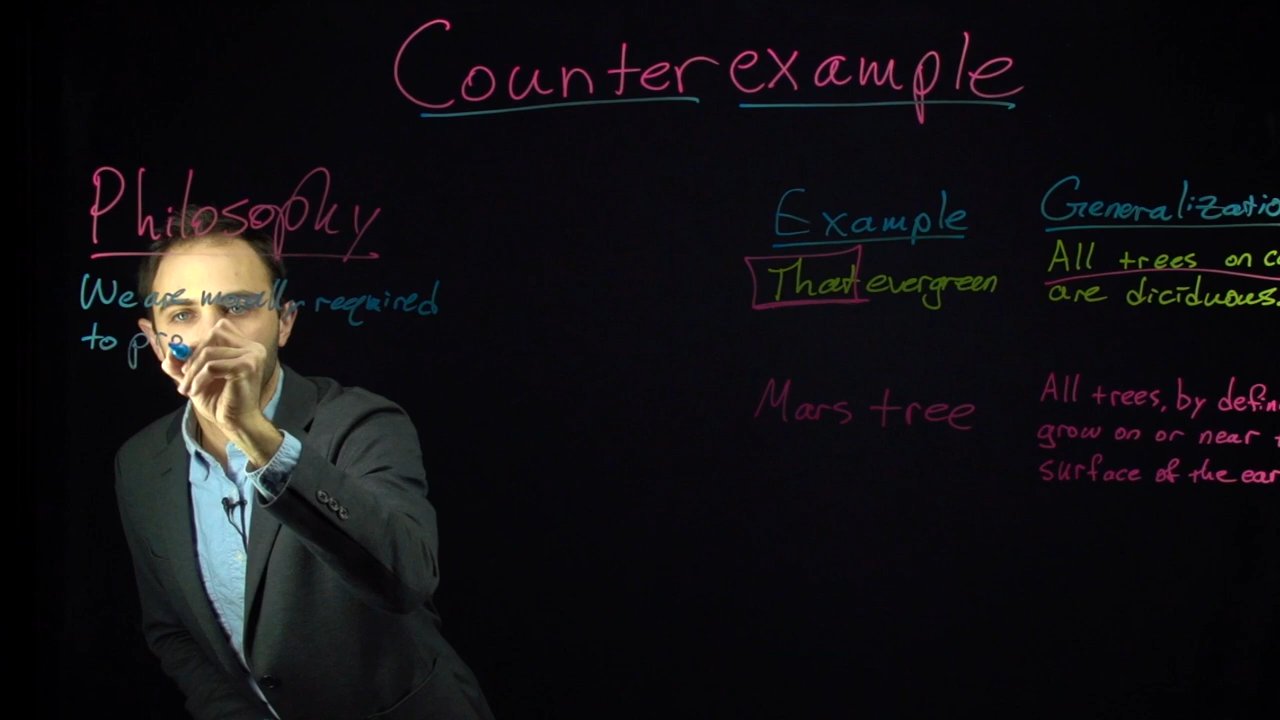 Counterexample
Philosophy
We are morally required
to pro
Example
That evergreen
Mars tree
Generalizatio
All trees on c
are diciduous.
All trees, by defin
grow on or near
surface of the ear